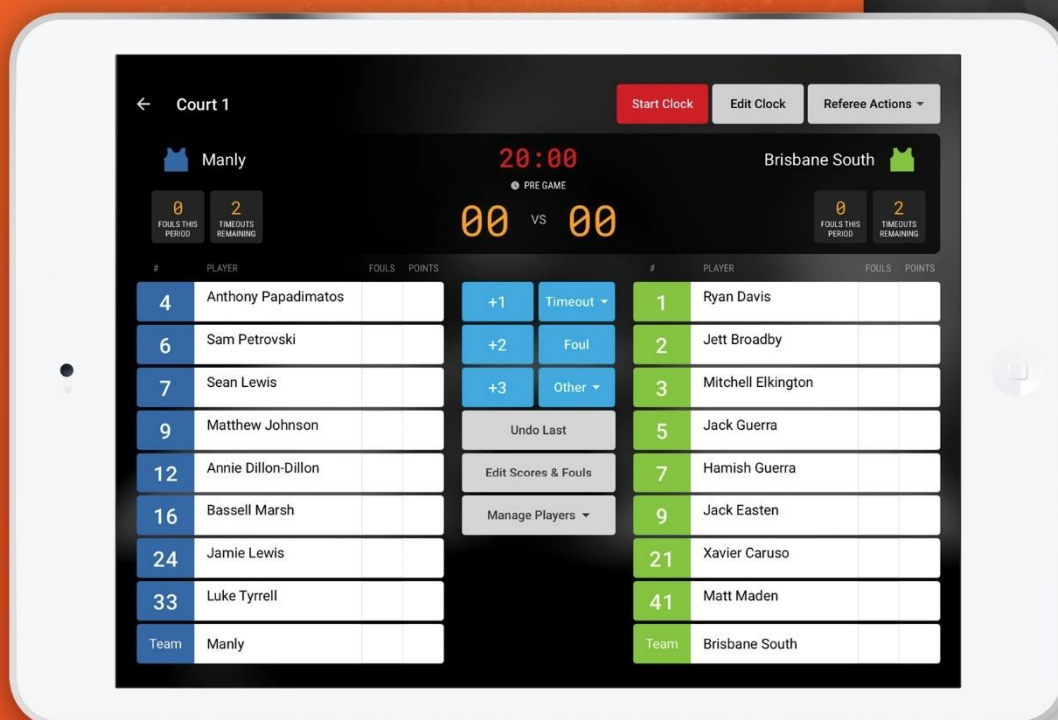 Court 1
Start Clock
Edit Clock
Referee Actions
Manly
20:00
Brisbane South
PRE GAME
0
FOULS THIS
PERIOD
2
TIMEOUTS
REMAINING
00 VS 00
0
FOULS THIS
PERIOD
2
TIMEOUTS
REMAINING
# PLAYER FOULS POINTS
4 Anthony Papadimatos
6 Sam Petrovski
7 Sean Lewis
9 Matthew Johnson
12 Annie Dillon-Dillon
16 Bassell Marsh
24 Jamie Lewis
33 Luke Tyrrell
Team Manly
+1 Timeout
+2 Foul
+3 Other
Undo Last
Edit Scores & Fouls
Manage Players
# PLAYER FOULS POINTS
1 Ryan Davis
2 Jett Broadby
3 Mitchell Elkington
5 Jack Guerra
7 Hamish Guerra
9 Jack Easten
21 Xavier Caruso
41 Matt Maden
Team Brisbane South